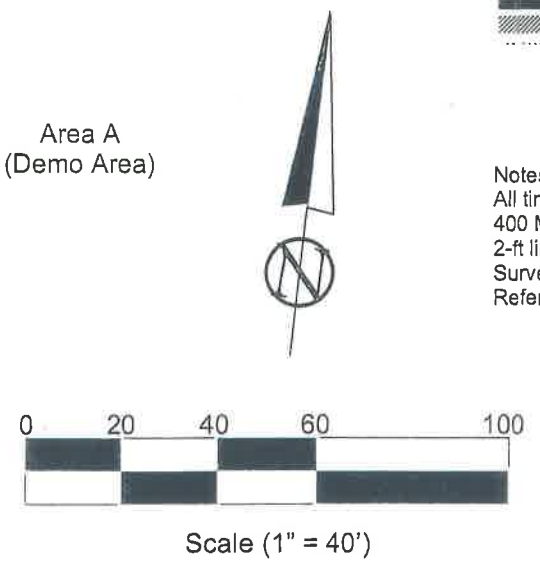 Area A
(Demo Area)
Notes
All tir
400 M
2-ft li
Surve
Refer
N
0 20 40 60 100
Scale (1" = 40')